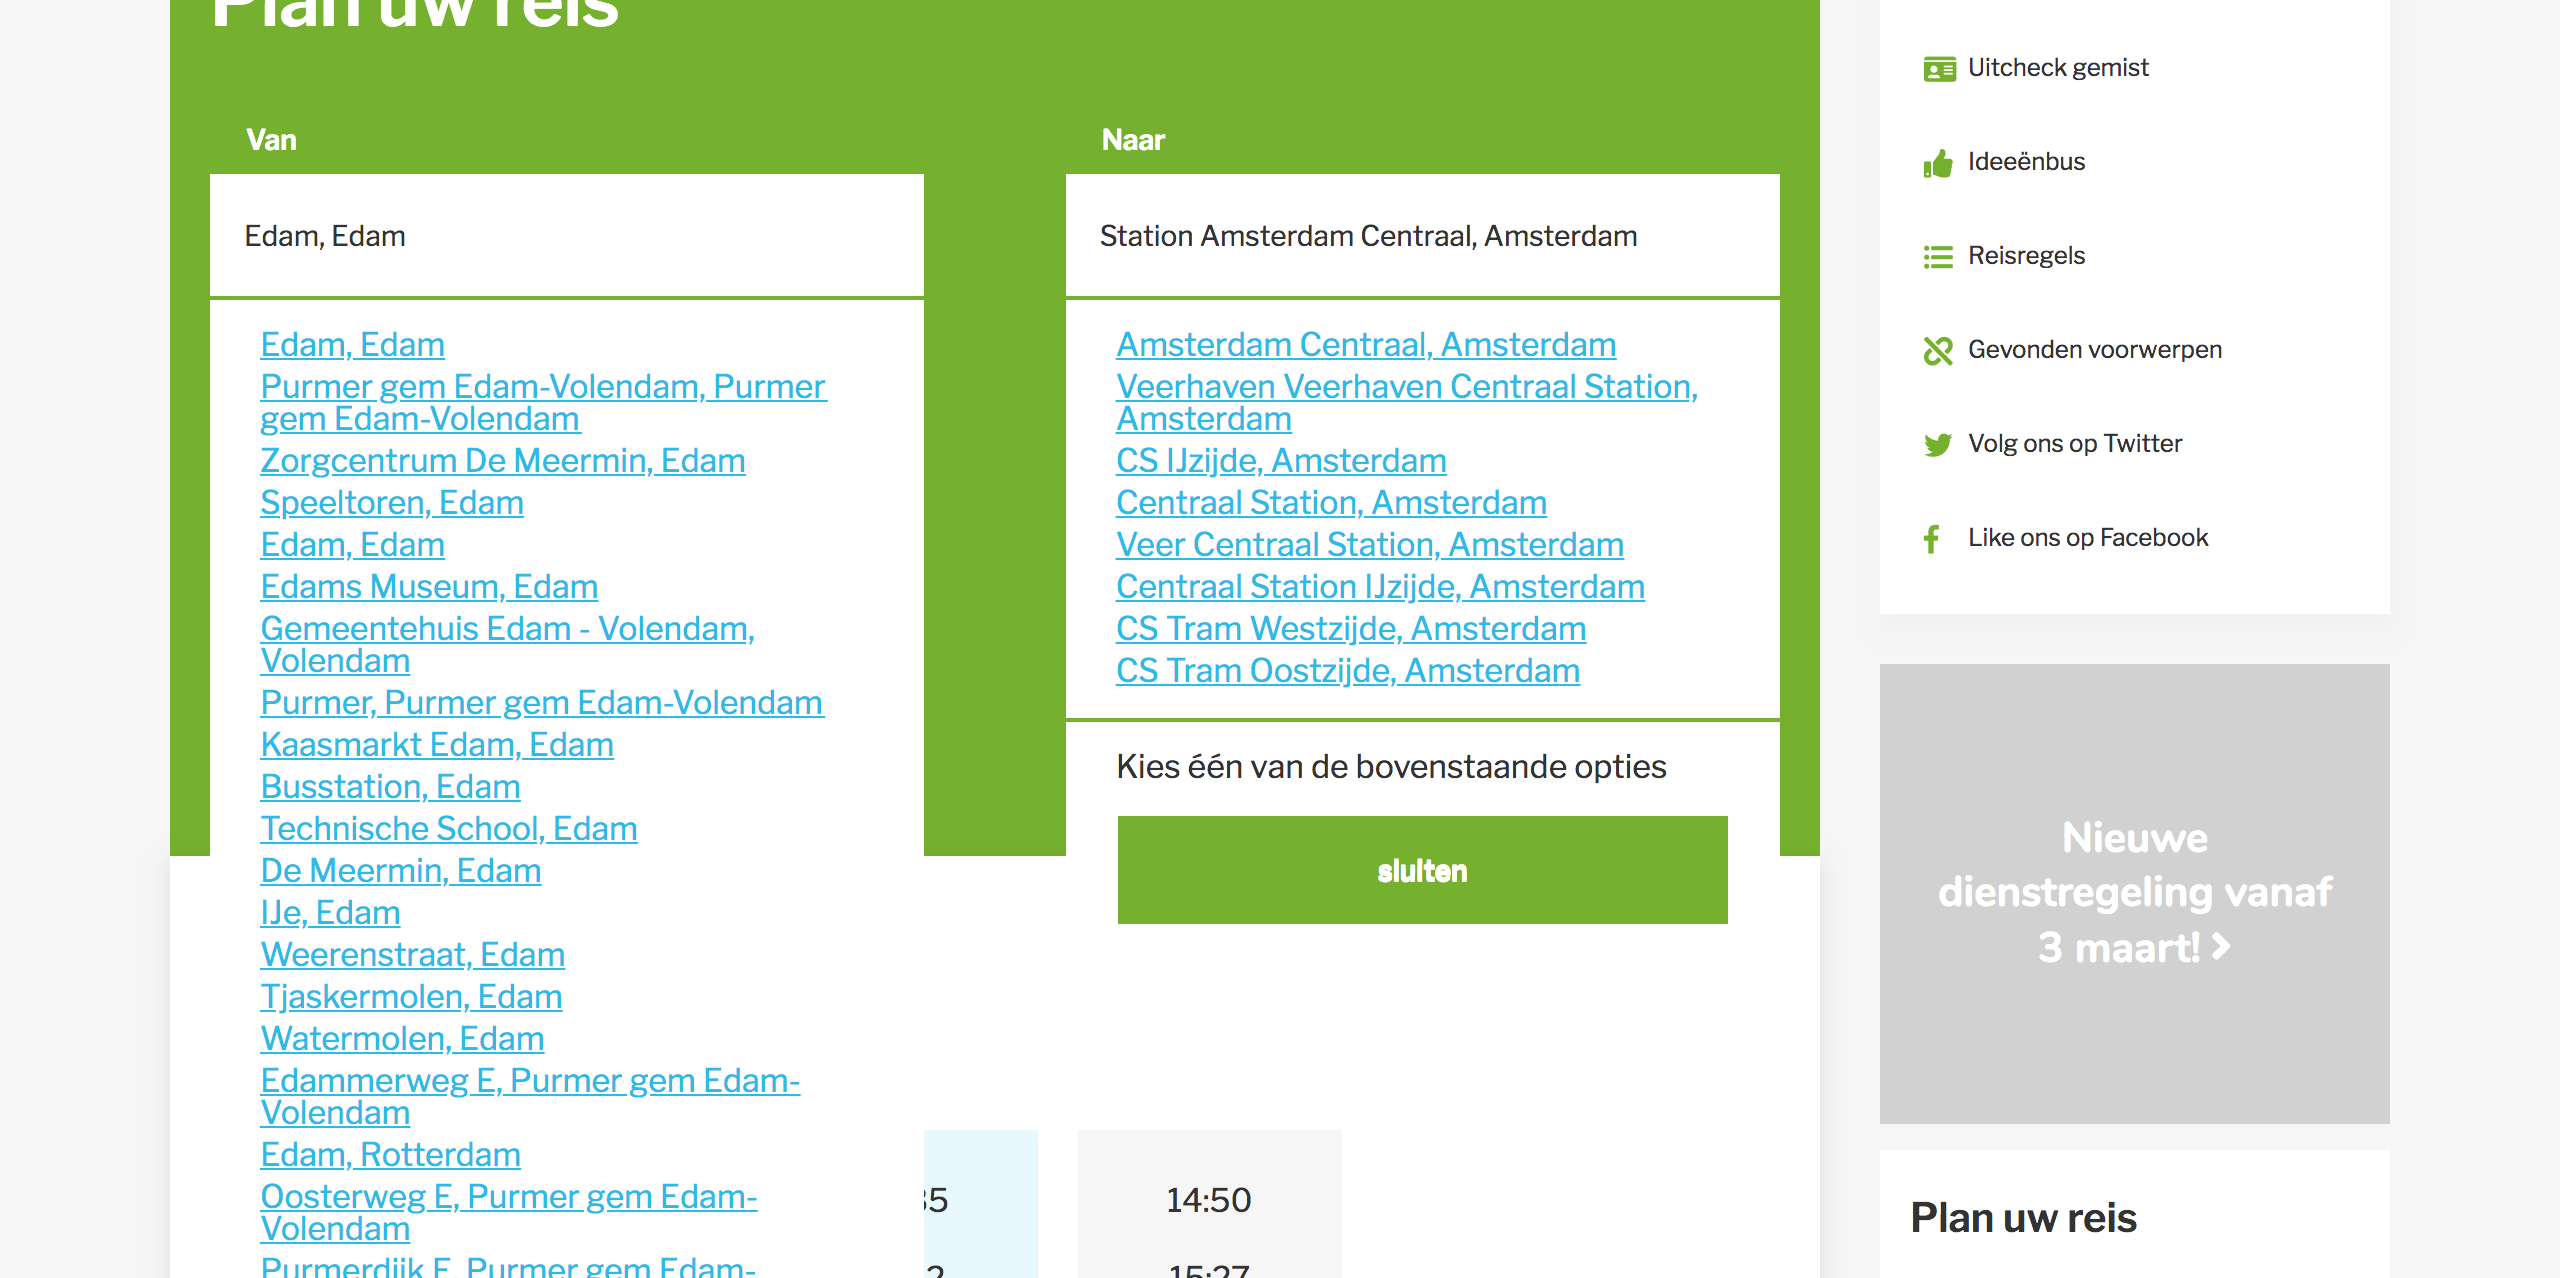 Plan uw reis
Van
Edam, Edam
Edam, Edam
Purmer gem Edam-Volendam, Purmer
gem Edam-Volendam
Zorgcentrum De Meermin, Edam
Speeltoren, Edam
Edam, Edam
Edams Museum, Edam
Gemeentehuis Edam - Volendam,
Volendam
Purmer, Purmer gem Edam-Volendam
Kaasmarkt Edam, Edam
Busstation, Edam
Technische School, Edam
De Meermin, Edam
IJe, Edam
Weerenstraat, Edam
Tjaskermolen, Edam
Watermolen, Edam
Edammerweg E, Purmer gem Edam-
Volendam
Edam, Rotterdam
Oosterweg E, Purmer gem Edam-
Volendam
Purmerdijk E, Purmer gem Edam-
Naar
Station Amsterdam Centraal, Amsterdam
Amsterdam Centraal, Amsterdam
Veerhaven Veerhaven Centraal Station,
Amsterdam
CS IJzijde, Amsterdam
Centraal Station, Amsterdam
Veer Centraal Station, Amsterdam
Centraal Station IJzijde, Amsterdam
CS Tram Westzijde, Amsterdam
CS Tram Oostzijde, Amsterdam
Kies één van de bovenstaande opties
sluiten
14:50
15:27
Uitcheck gemist
Ideeënbus
Reisregels
Gevonden voorwerpen
Volg ons op Twitter
Like ons op Facebook
Nieuwe
dienstregeling vanaf
3 maart!
Plan uw reis